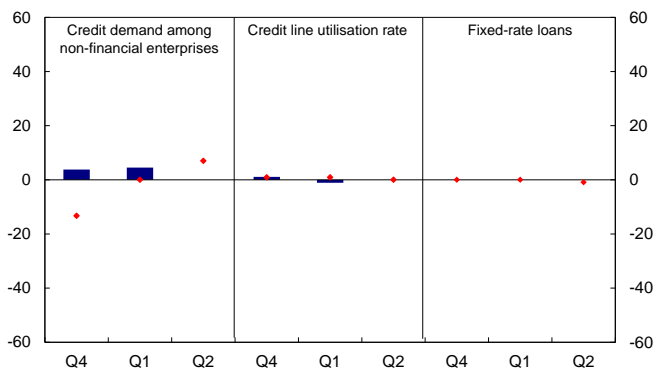 60
40
20
0
-20
-40
-60
Credit demand among
non-financial enterprises
Credit line utilisation rate
Fixed-rate loans
60
40
20
0
-20
-40
-60
Q4 Q1 Q2 Q4 Q1 Q2 Q4 Q1 Q2